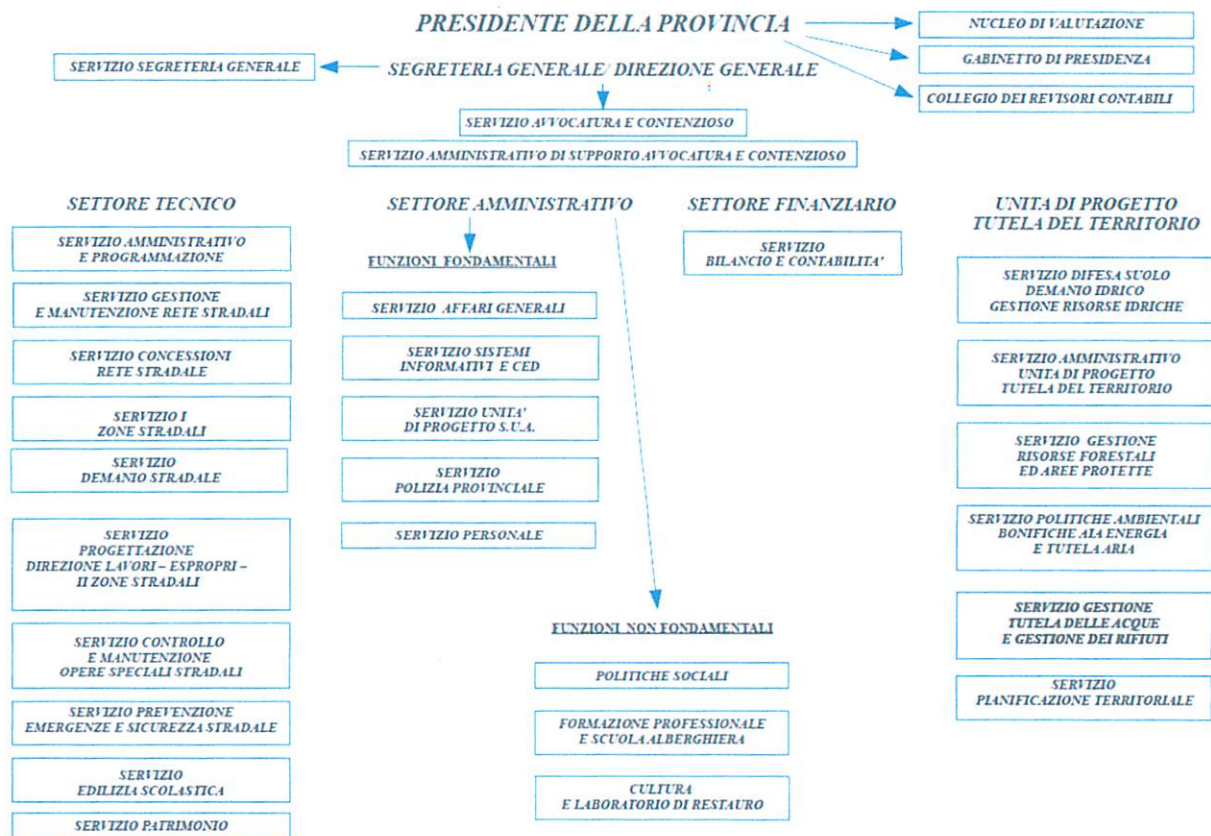 PRESIDENTE DELLA PROVINCIA
NUCLEO DI VALUTAZIONE
GABINETTO DI PRESIDENZA
COLLEGIO DEI REVISORI CONTABILI
SERVIZIO SEGRETERIA GENERALE
SEGRETERIA GENERALE/ DIREZIONE GENERALE
SERVIZIO AVVOCATURA E CONTENZIOSO
SERVIZIO AMMINISTRATIVO DI SUPPORTO AVVOCATURA E CONTENZIOSO
SETTORE TECNICO
SERVIZIO AMMINISTRATIVO
E PROGRAMMAZIONE
SERVIZIO GESTIONE
E MANUTENZIONE RETE STRADALI
SERVIZIO CONCESSIONI
RETE STRADALE
SERVIZIO I
ZONE STRADALI
SERVIZIO
DEMANIO STRADALE
SERVIZIO
PROGETTAZIONE
DIREZIONE LAVORI – ESPROPRI –
II ZONE STRADALI
SERVIZIO CONTROLLO
E MANUTENZIONE
OPERE SPECIALI STRADALI
SERVIZIO PREVENZIONE
EMERGENZE E SICUREZZA STRADALE
SERVIZIO
EDILIZIA SCOLASTICA
SERVIZIO PATRIMONIO
SETTORE AMMINISTRATIVO
FUNZIONI FONDAMENTALI
SERVIZIO AFFARI GENERALI
SERVIZIO SISTEMI
INFORMATIVI E CED
SERVIZIO UNITA'
DI PROGETTO S.U.A.
SERVIZIO
POLIZIA PROVINCIALE
SERVIZIO PERSONALE
FUNZIONI NON FONDAMENTALI
POLITICHE SOCIALI
FORMAZIONE PROFESSIONALE
E SCUOLA ALBERGHIERA
CULTURA
E LABORATORIO DI RESTAURO
SETTORE FINANZIARIO
SERVIZIO
BILANCIO E CONTABILITA'
UNITA DI PROGETTO
TUTELA DEL TERRITORIO
SERVIZIO DIFESA SUOLO
DEMANIO IDRICO
GESTIONE RISORSE IDRICHE
SERVIZIO AMMINISTRATIVO
UNITA DI PROGETTO
TUTELA DEL TERRITORIO
SERVIZIO GESTIONE
RISORSE FORESTALI
ED AREE PROTETTE
SERVIZIO POLITICHE AMBIENTALI
BONIFICHE AIA ENERGIA
E TUTELA ARIA
SERVIZIO GESTIONE
TUTELA DELLE ACQUE
E GESTIONE DEI RIFIUTI
SERVIZIO
PIANIFICAZIONE TERRITORIALE